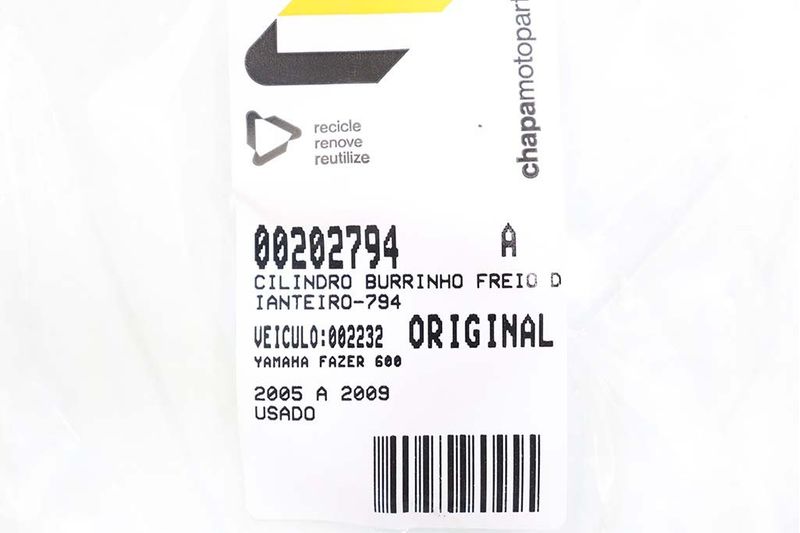 chapamotopart
recicle
renove
reutilize
00202794 A
CILINDRO BURRINHO FREIO D
IANTEIRO-794
VEICULO:002232 ORIGINAL
YAMAHA FAZER 600
2005 A 2009
USADO